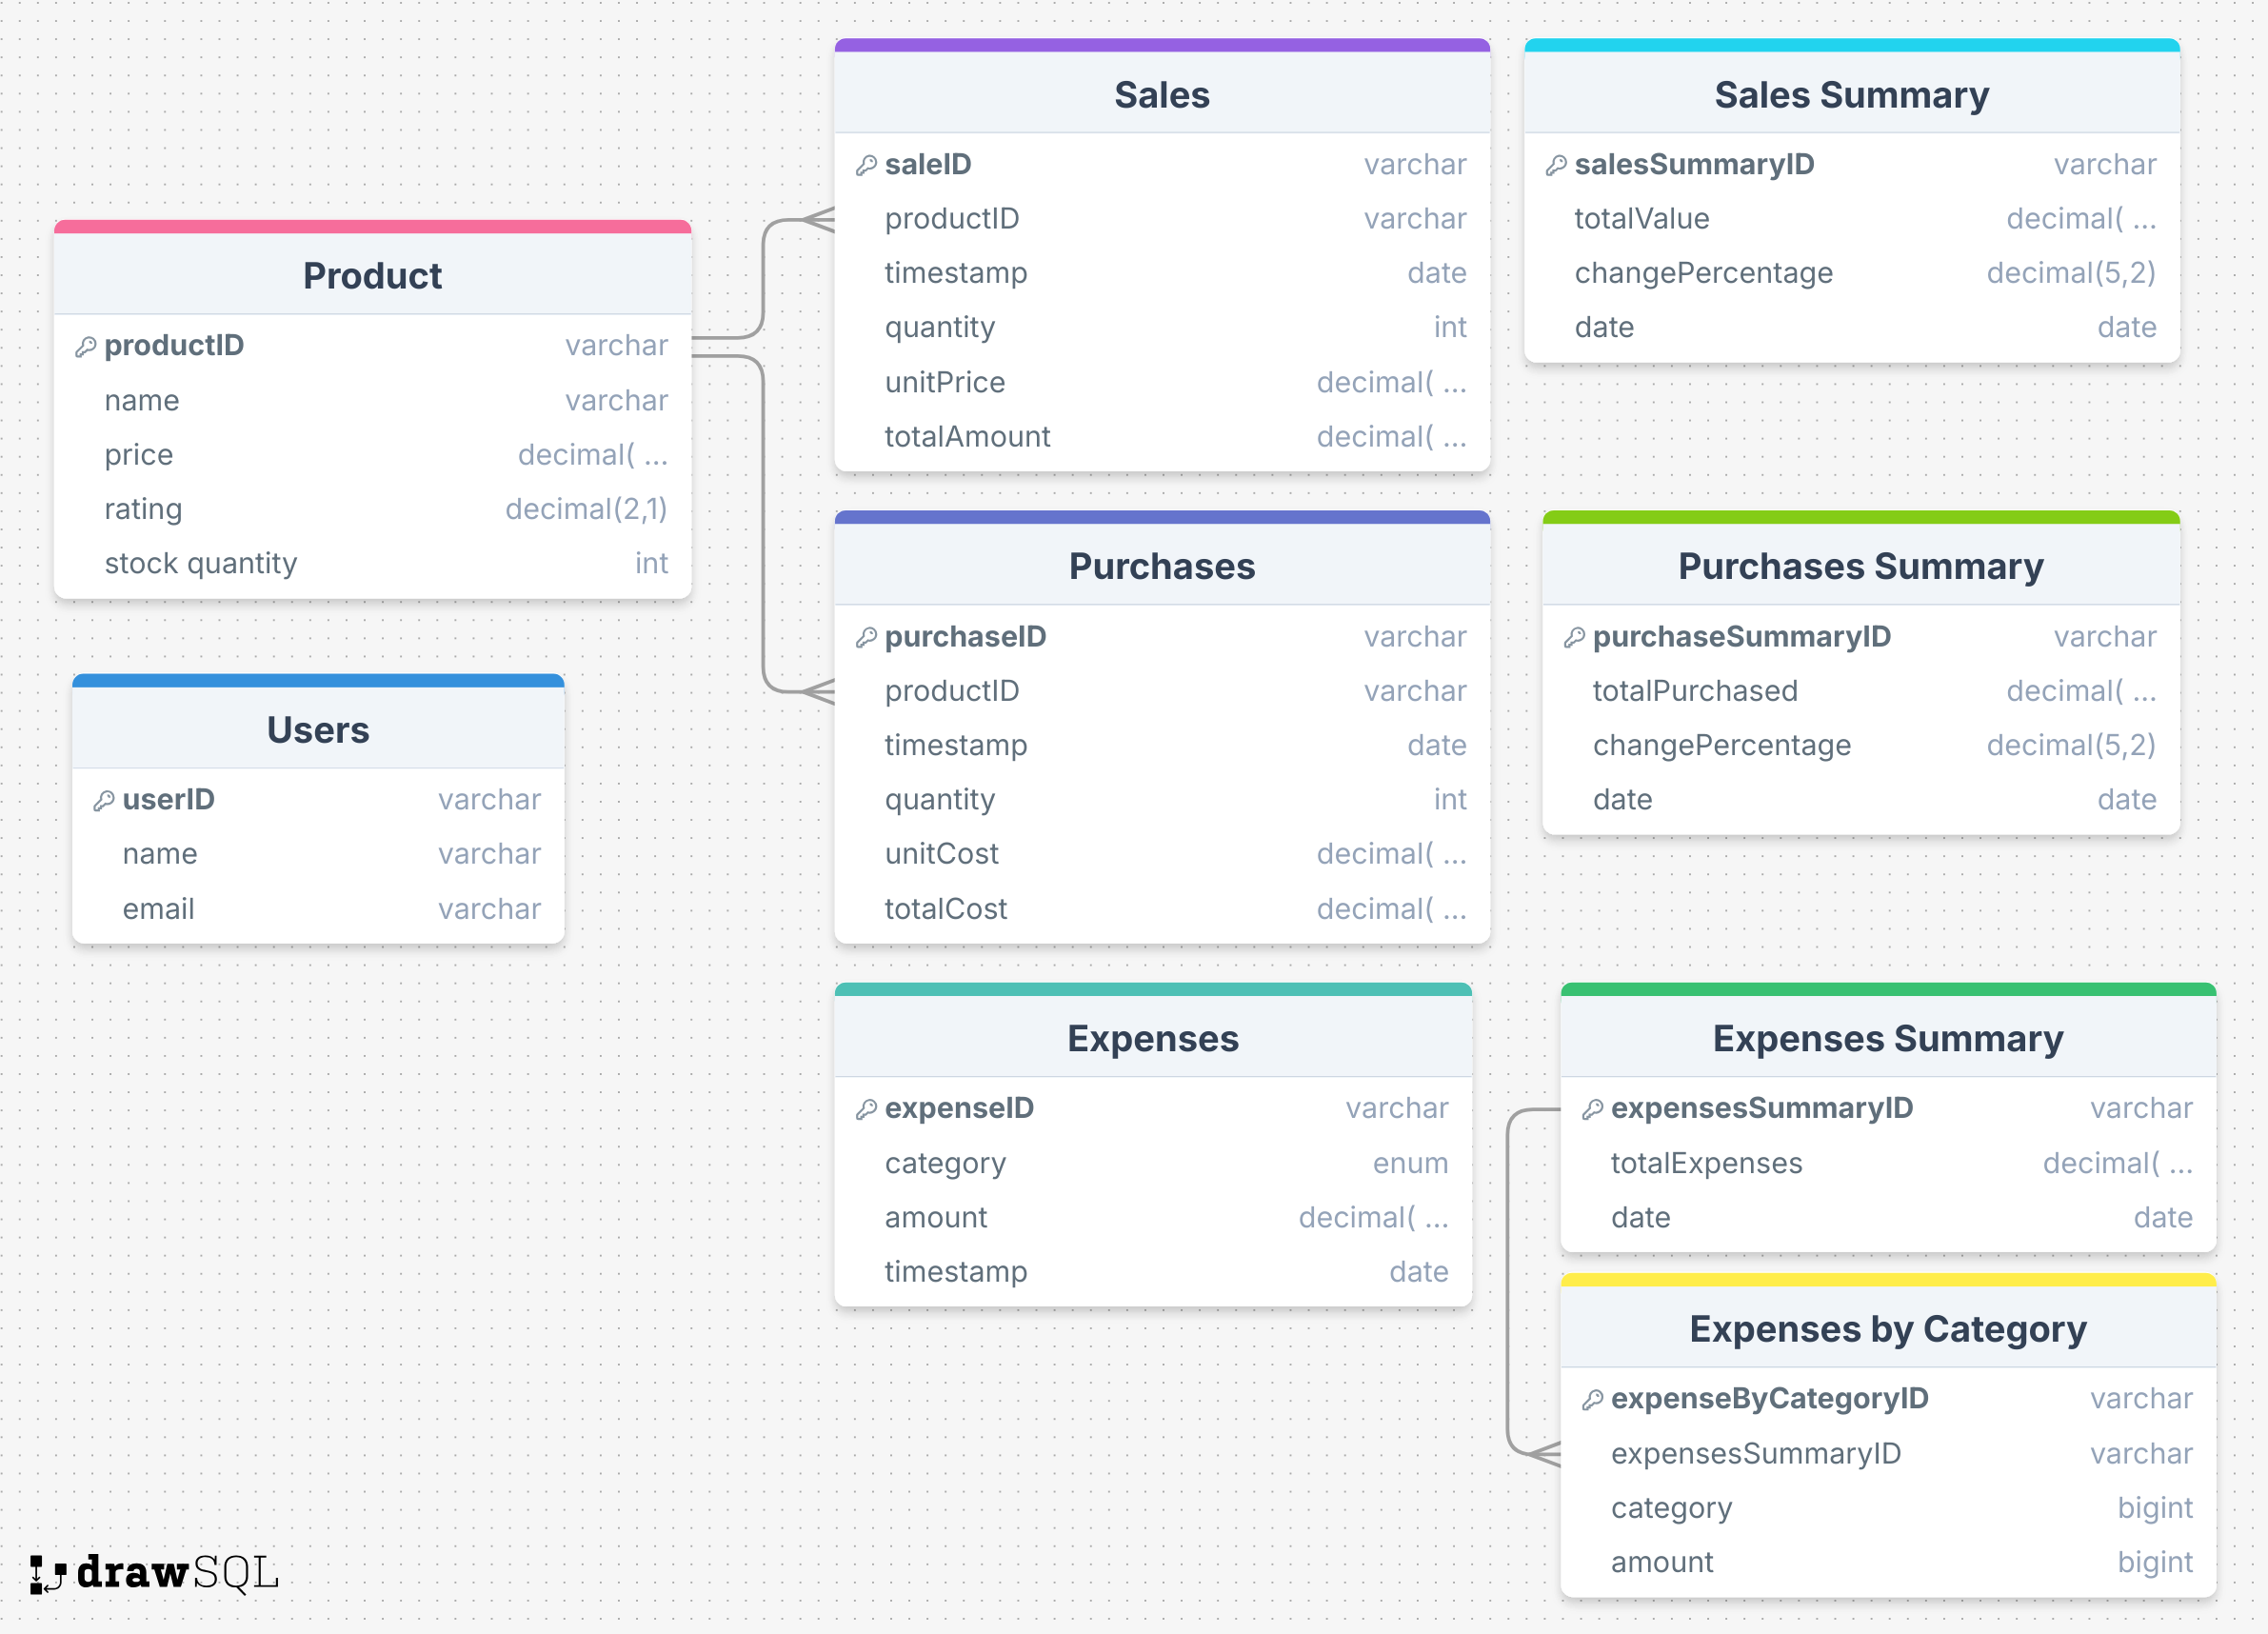 Product
productID varchar
name varchar
price decimal( ...
rating decimal(2,1)
stock quantity int
Users
userID varchar
name varchar
email varchar
Sales
saleID varchar
productID varchar
timestamp date
quantity int
unitPrice decimal( ...
totalAmount decimal( ...
Purchases
purchaseID varchar
productID varchar
timestamp date
quantity int
unitCost decimal( ...
totalCost decimal( ...
Expenses
expenseID varchar
category enum
amount decimal( ...
timestamp date
Sales Summary
salesSummaryID varchar
totalValue decimal( ...
changePercentage decimal(5,2)
date date
Purchases Summary
purchaseSummaryID varchar
totalPurchased decimal( ...
changePercentage decimal(5,2)
date date
Expenses Summary
expensesSummaryID varchar
totalExpenses decimal( ...
date date
Expenses by Category
expenseByCategoryID varchar
expensesSummaryID varchar
category bigint
amount bigint
drawSQL